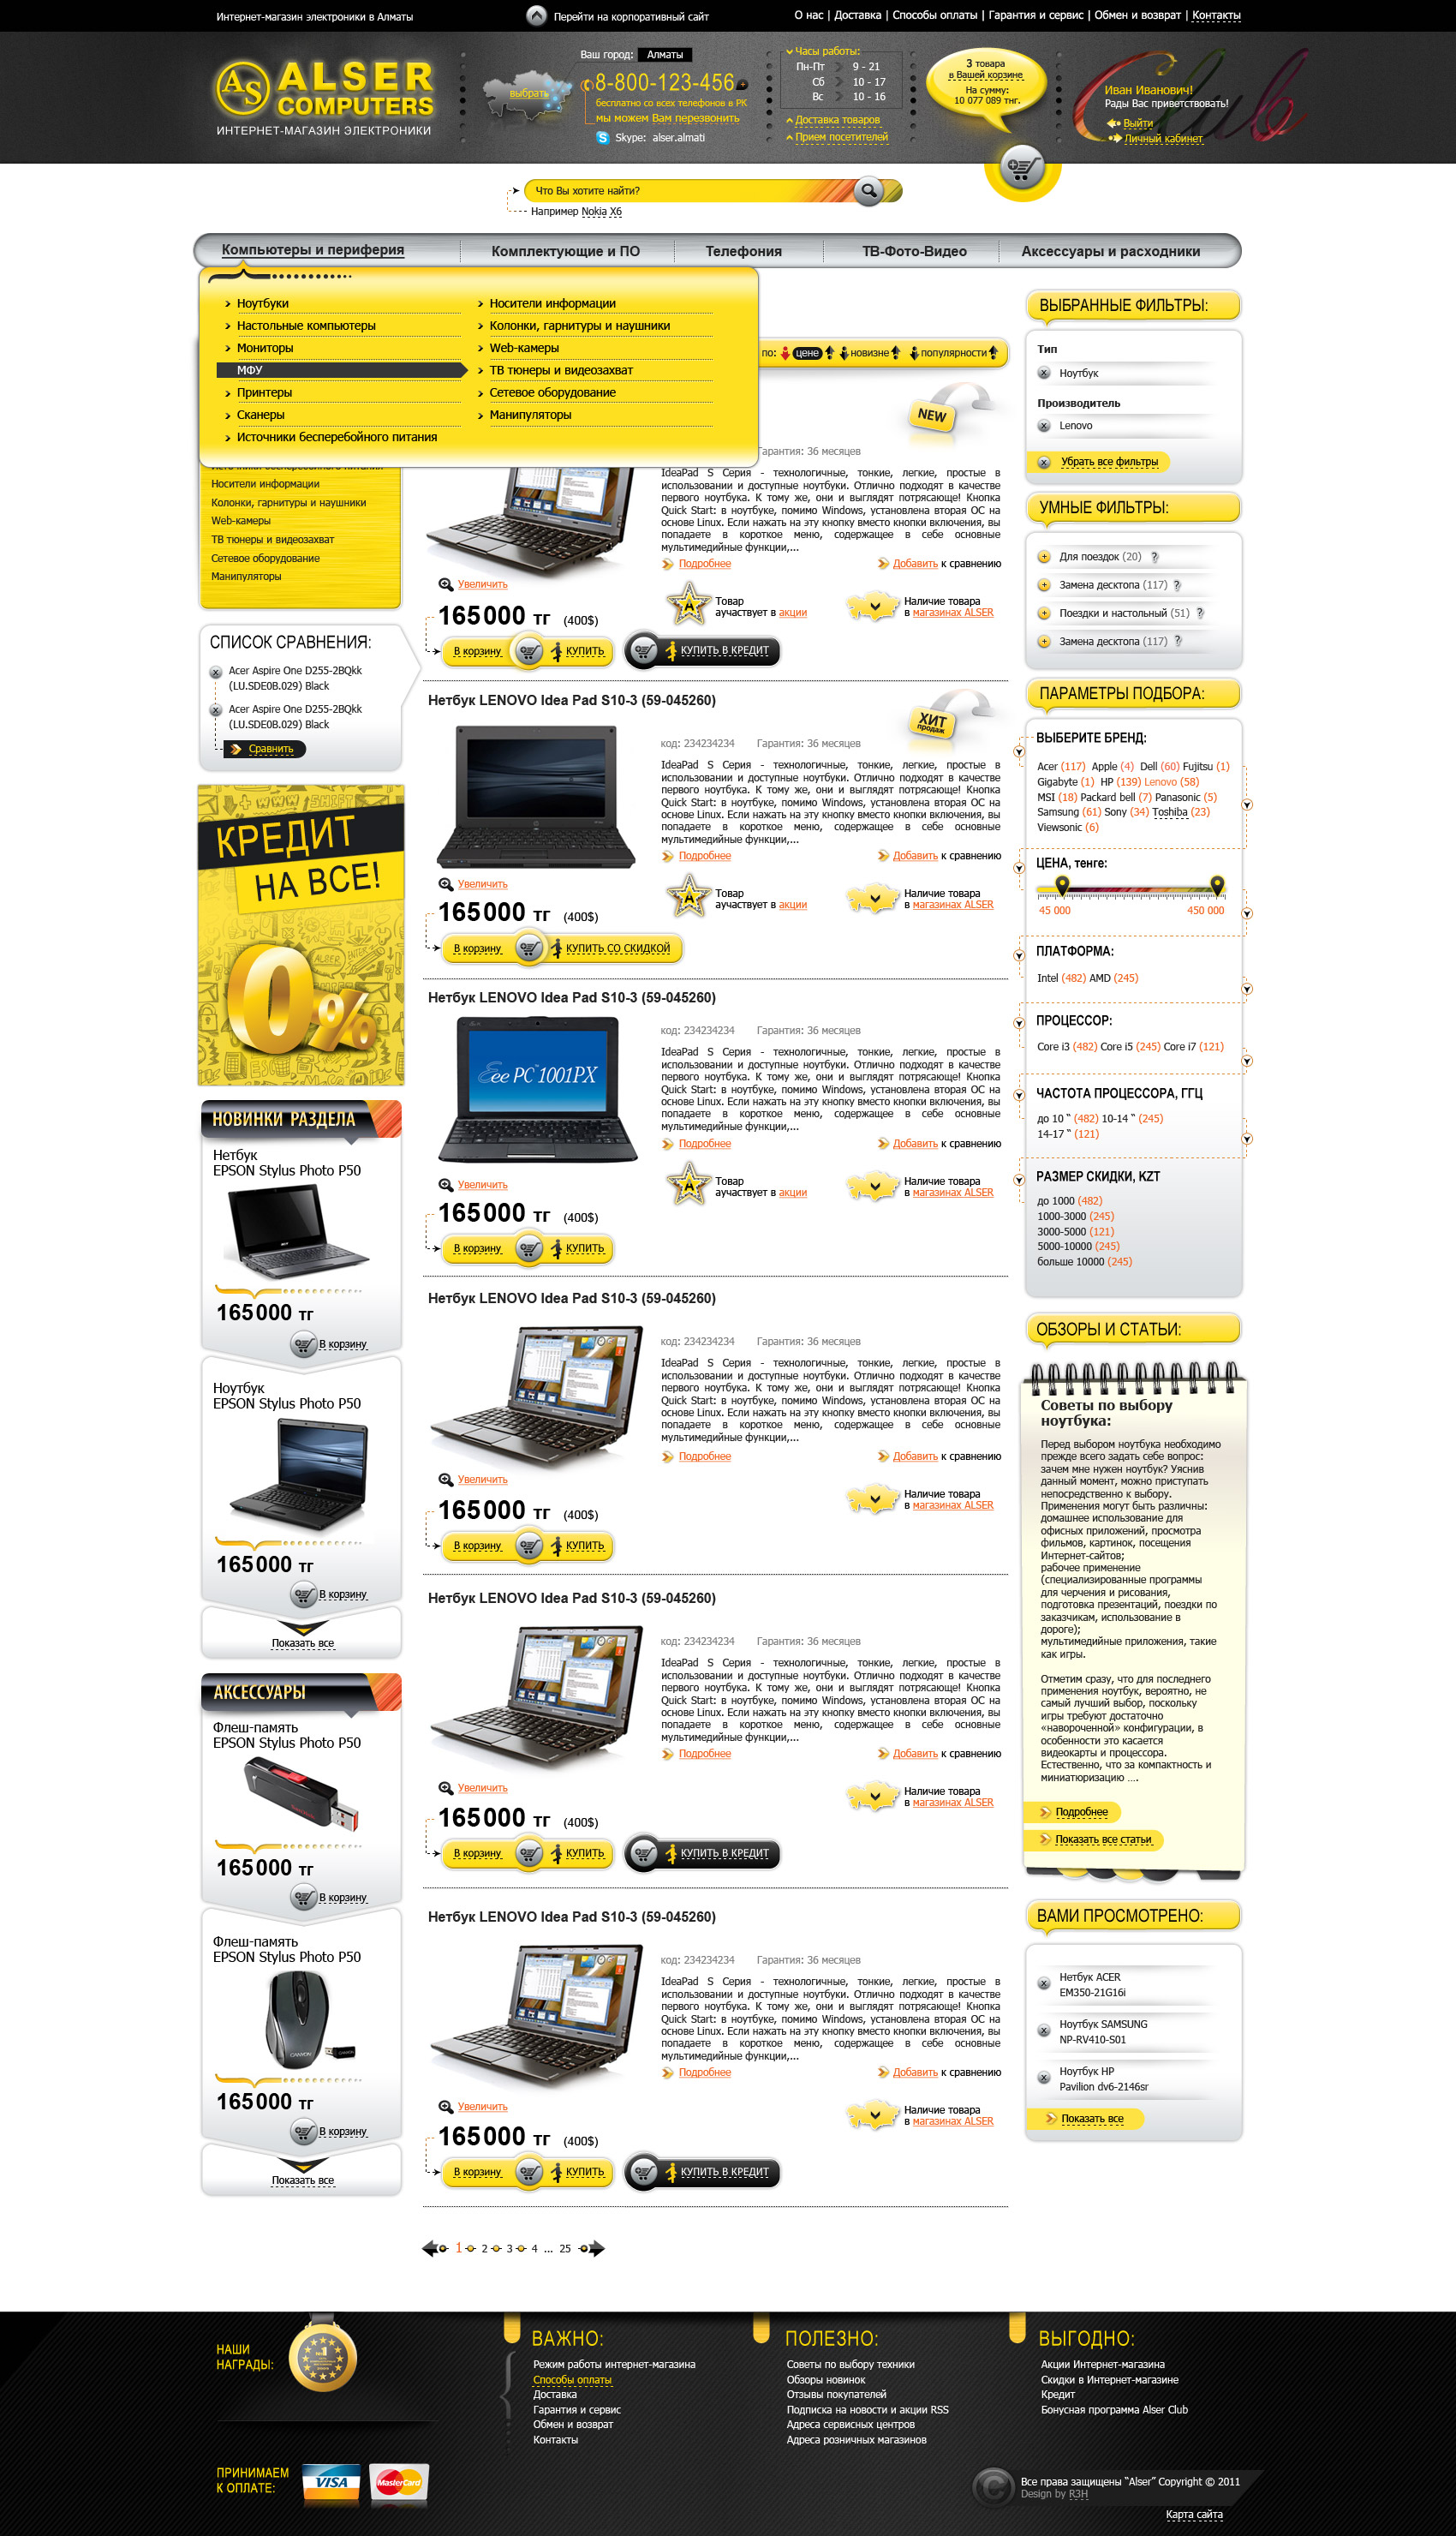 Интернет-магазин электроники в Алматы
Перейти на корпоративный сайт
О нас | Доставка | Способы оплаты | Гарантия и сервис | Обмен и возврат | Контакты
AS ALSER
COMPUTERS
ИНТЕРНЕТ-МАГАЗИН ЭЛЕКТРОНИКИ
выбрать
Ваш город: Алматы
8-800-123-456
бесплатно со всех телефонов в РК
мы можем Вам перезвонить
Skype: alser.almati
Часы работы:
Пн-Пт 9 - 21
Сб 10 - 17
Вс 10 - 16
Доставка товаров
Прием посетителей
3 товара
в Вашей корзине
На сумму:
10 077 089 тнг.
Club
Иван Иванович!
Рады Вас приветствовать!
Выйти
Личный кабинет
Что Вы хотите найти?
Например Nokia X6
Компьютеры и периферия
Комплектующие и ПО
Телефония
ТВ-Фото-Видео
Аксессуары и расходники
Ноутбуки
Настольные компьютеры
Мониторы
МФУ
Принтеры
Сканеры
Источники бесперебойного питания
Носители информации
Колонки, гарнитуры и наушники
Web-камеры
ТВ тюнеры и видеозахват
Сетевое оборудование
Манипуляторы
Источники бесперебойного питания
Носители информации
Колонки, гарнитуры и наушники
Web-камеры
ТВ тюнеры и видеозахват
Сетевое оборудование
Манипуляторы
СПИСОК СРАВНЕНИЯ:
Acer Aspire One D255-2BQkk
(LU.SDE0B.029) Black
Acer Aspire One D255-2BQkk
(LU.SDE0B.029) Black
Сравнить
КРЕДИТ
НА ВСЕ!
0%
НОВИНКИ РАЗДЕЛА
Нетбук
EPSON Stylus Photo P50
165000 тг
В корзину
Ноутбук
EPSON Stylus Photo P50
165000 тг
В корзину
Показать все
АКСЕССУАРЫ
Флеш-память
EPSON Stylus Photo P50
165000 тг
В корзину
Флеш-память
EPSON Stylus Photo P50
CANYON
165000 тг
В корзину
Показать все
по: цене новизне популярности
NEW
Гарантия: 36 месяцев
IdeaPad S Серия - технологичные, тонкие, легкие, простые в
использовании и доступные ноутбуки. Отлично подходят в качестве
первого ноутбука. К тому же, они и выглядят потрясающе! Кнопка
Quick Start: в ноутбуке, помимо Windows, установлена вторая ОС на
основе Linux. Если нажать на эту кнопку вместо кнопки включения, вы
попадаете в короткое меню, содержащее в себе основные
мультимедийные функции,...
Подробнее
Добавить к сравнению
Увеличить
Товар
аучаствует в акции
Наличие товара
в магазинах ALSER
165000 тг (400$)
В корзину КУПИТЬ
КУПИТЬ В КРЕДИТ
Нетбук LENOVO Idea Pad S10-3 (59-045260)
ХИТ
продаж
код: 234234234 Гарантия: 36 месяцев
IdeaPad S Серия - технологичные, тонкие, легкие, простые в
использовании и доступные ноутбуки. Отлично подходят в качестве
первого ноутбука. К тому же, они и выглядят потрясающе! Кнопка
Quick Start: в ноутбуке, помимо Windows, установлена вторая ОС на
основе Linux. Если нажать на эту кнопку вместо кнопки включения, вы
попадаете в короткое меню, содержащее в себе основные
мультимедийные функции,...
Подробнее
Добавить к сравнению
Увеличить
Товар
аучаствует в акции
Наличие товара
в магазинах ALSER
165000 тг (400$)
В корзину КУПИТЬ СО СКИДКОЙ
Нетбук LENOVO Idea Pad S10-3 (59-045260)
Eee PC 1001PX
код: 234234234 Гарантия: 36 месяцев
IdeaPad S Серия - технологичные, тонкие, легкие, простые в
использовании и доступные ноутбуки. Отлично подходят в качестве
первого ноутбука. К тому же, они и выглядят потрясающе! Кнопка
Quick Start: в ноутбуке, помимо Windows, установлена вторая ОС на
основе Linux. Если нажать на эту кнопку вместо кнопки включения, вы
попадаете в короткое меню, содержащее в себе основные
мультимедийные функции,...
Подробнее
Добавить к сравнению
Увеличить
Товар
аучаствует в акции
Наличие товара
в магазинах ALSER
165000 тг (400$)
В корзину КУПИТЬ
Нетбук LENOVO Idea Pad S10-3 (59-045260)
код: 234234234 Гарантия: 36 месяцев
IdeaPad S Серия - технологичные, тонкие, легкие, простые в
использовании и доступные ноутбуки. Отлично подходят в качестве
первого ноутбука. К тому же, они и выглядят потрясающе! Кнопка
Quick Start: в ноутбуке, помимо Windows, установлена вторая ОС на
основе Linux. Если нажать на эту кнопку вместо кнопки включения, вы
попадаете в короткое меню, содержащее в себе основные
мультимедийные функции,...
Подробнее
Добавить к сравнению
Увеличить
Наличие товара
в магазинах ALSER
165000 тг (400$)
В корзину КУПИТЬ
Нетбук LENOVO Idea Pad S10-3 (59-045260)
код: 234234234 Гарантия: 36 месяцев
IdeaPad S Серия - технологичные, тонкие, легкие, простые в
использовании и доступные ноутбуки. Отлично подходят в качестве
первого ноутбука. К тому же, они и выглядят потрясающе! Кнопка
Quick Start: в ноутбуке, помимо Windows, установлена вторая ОС на
основе Linux. Если нажать на эту кнопку вместо кнопки включения, вы
попадаете в короткое меню, содержащее в себе основные
мультимедийные функции,...
Подробнее
Добавить к сравнению
Увеличить
Наличие товара
в магазинах ALSER
165000 тг (400$)
В корзину КУПИТЬ
КУПИТЬ В КРЕДИТ
Нетбук LENOVO Idea Pad S10-3 (59-045260)
код: 234234234 Гарантия: 36 месяцев
IdeaPad S Серия - технологичные, тонкие, легкие, простые в
использовании и доступные ноутбуки. Отлично подходят в качестве
первого ноутбука. К тому же, они и выглядят потрясающе! Кнопка
Quick Start: в ноутбуке, помимо Windows, установлена вторая ОС на
основе Linux. Если нажать на эту кнопку вместо кнопки включения, вы
попадаете в короткое меню, содержащее в себе основные
мультимедийные функции,...
Подробнее
Добавить к сравнению
Увеличить
Наличие товара
в магазинах ALSER
165000 тг (400$)
В корзину КУПИТЬ
КУПИТЬ В КРЕДИТ
1 2 3 4 ... 25
ВЫБРАННЫЕ ФИЛЬТРЫ:
Тип
Ноутбук
Производитель
Lenovo
Убрать все фильтры
УМНЫЕ ФИЛЬТРЫ:
Для поездок (20) ?
Замена десктопа (117) ?
Поездки и настольный (51) ?
Замена десктопа (117) ?
ПАРАМЕТРЫ ПОДБОРА:
ВЫБЕРИТЕ БРЕНД:
Acer (117) Apple (4) Dell (60) Fujitsu (1)
Gigabyte (1) HP (139) Lenovo (58)
MSI (18) Packard bell (7) Panasonic (5)
Samsung (61) Sony (34) Toshiba (23)
Viewsonic (6)
ЦЕНА, тенге:
45 000 450 000
ПЛАТФОРМА:
Intel (482) AMD (245)
ПРОЦЕССОР:
Core i3 (482) Core i5 (245) Core i7 (121)
ЧАСТОТА ПРОЦЕССОРА, ГГЦ
до 10 “ (482) 10-14 “ (245)
14-17 “ (121)
РАЗМЕР СКИДКИ, KZT
до 1000 (482)
1000-3000 (245)
3000-5000 (121)
5000-10000 (245)
больше 10000 (245)
ОБЗОРЫ И СТАТЬИ:
Советы по выбору
ноутбука:
Перед выбором ноутбука необходимо
прежде всего задать себе вопрос:
зачем мне нужен ноутбук? Уяснив
данный момент, можно приступать
непосредственно к выбору.
Применения могут быть различны:
домашнее использование для
офисных приложений, просмотра
фильмов, картинок, посещения
Интернет-сайтов;
рабочее применение
(специализированные программы
для черчения и рисования,
подготовка презентаций, поездки по
заказчикам, использование в
дороге);
мультимедийные приложения, такие
как игры.
Отметим сразу, что для последнего
применения ноутбук, вероятно, не
самый лучший выбор, поскольку
игры требуют достаточно
«навороченной» конфигурации, в
особенности это касается
видеокарты и процессора.
Естественно, что за компактность и
миниатюризацию ....
Подробнее
Показать все статьи
ВАМИ ПРОСМОТРЕНО:
Нетбук ACER
EM350-21G16i
Ноутбук SAMSUNG
NP-RV410-S01
Ноутбук HP
Pavilion dv6-2146sr
Показать все
НАШИ
НАГРАДЫ:
ПРИНИМАЕМ
К ОПЛАТЕ:
VISA
MasterCard
ВАЖНО:
Режим работы интернет-магазина
Способы оплаты
Доставка
Гарантия и сервис
Обмен и возврат
Контакты
ПОЛЕЗНО:
Советы по выбору техники
Обзоры новинок
Отзывы покупателей
Подписка на новости и акции RSS
Адреса сервисных центров
Адреса розничных магазинов
ВЫГОДНО:
Акции Интернет-магазина
Скидки в Интернет-магазине
Кредит
Бонусная программа Alser Club
Все права защищены “Alser” Copyright © 2011
Design by R3H
Карта сайта